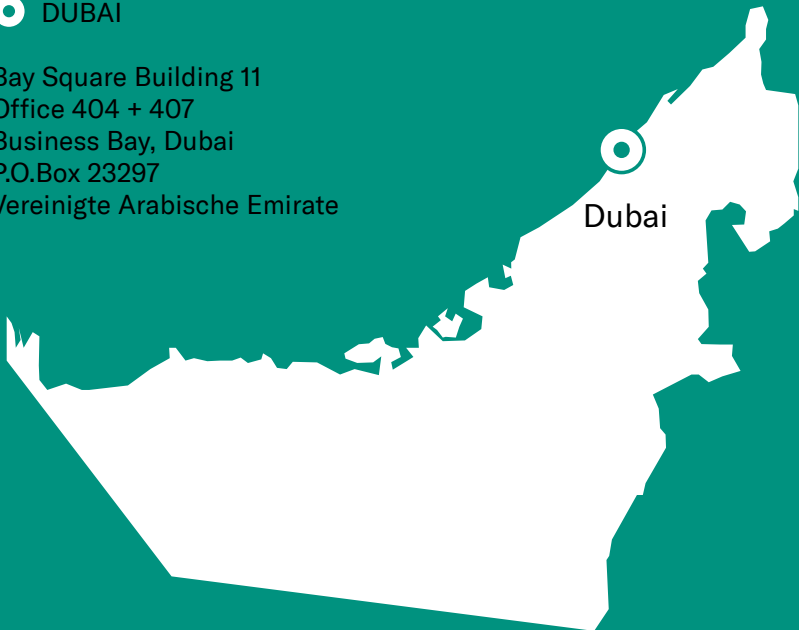 DUBAI
Bay Square Building 11
Office 404 + 407
Business Bay, Dubai
P.O.Box 23297
Vereinigte Arabische Emirate
Dubai